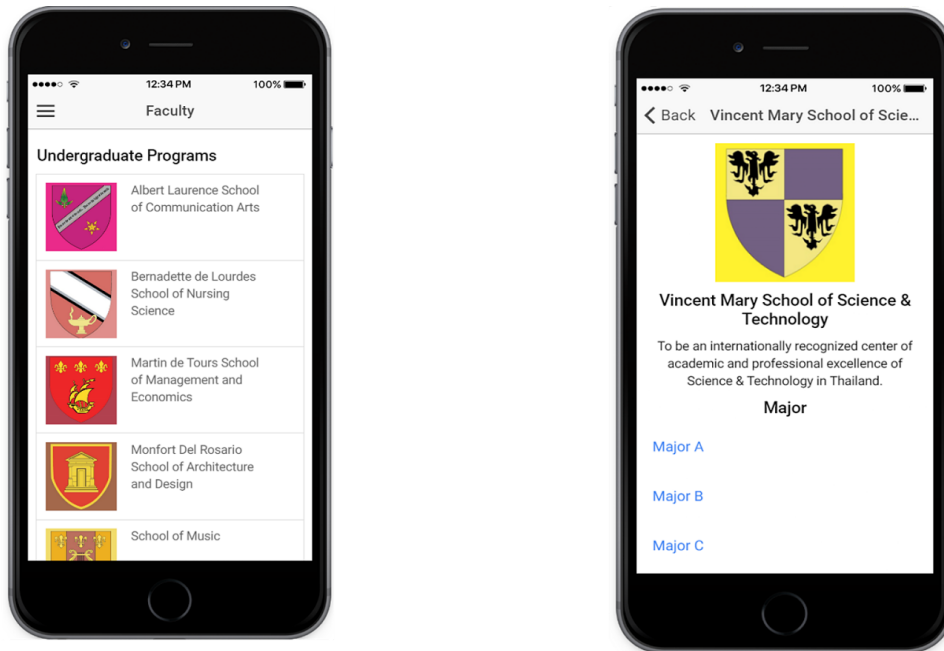 12:34 PM 100%
Faculty
Undergraduate Programs
Albert Laurence School
of Communication Arts
Bernadette de Lourdes
School of Nursing
Science
Martin de Tours School
of Management and
Economics
Monfort Del Rosario
School of Architecture
and Design
School of Music
12:34 PM 100%
Back Vincent Mary School of Scie...
Vincent Mary School of Science &
Technology
To be an internationally recognized center of
academic and professional excellence of
Science & Technology in Thailand.
Major
Major A
Major B
Major C